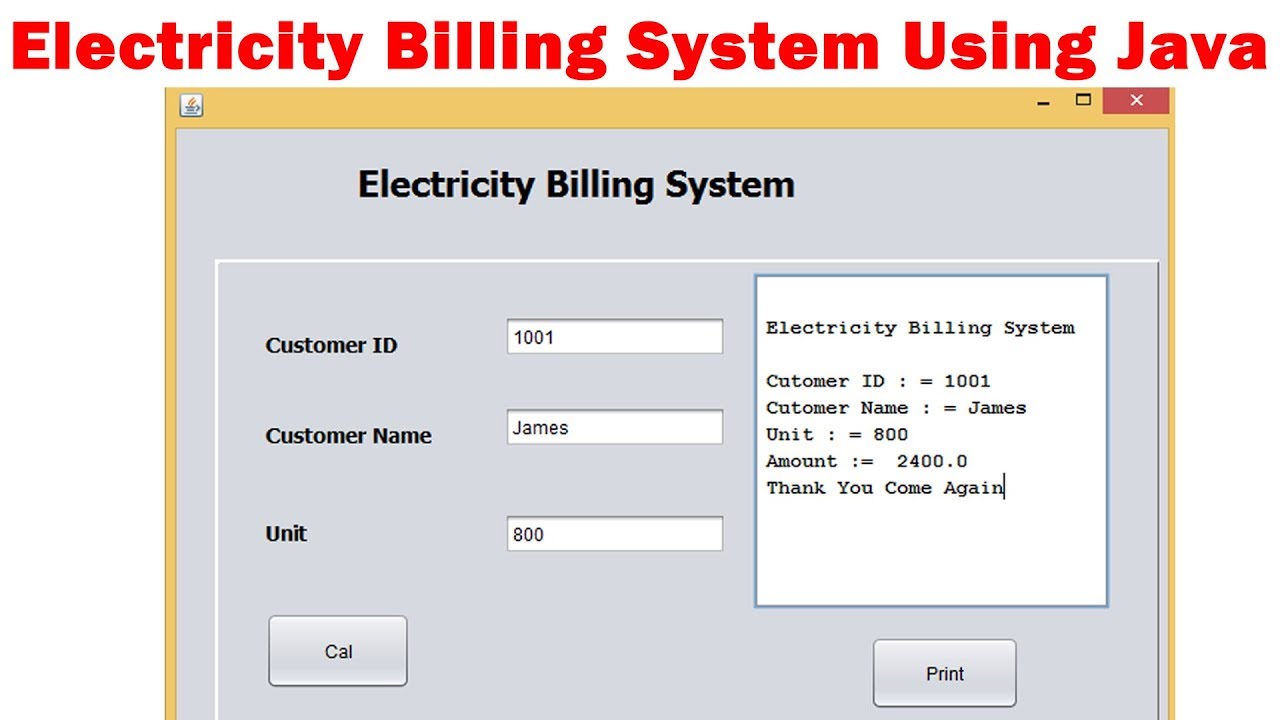 Electricity Billing System Using Java
Electricity Billing System
Customer ID
1001
Customer Name
James
Unit
800
Cal
Electricity Billing System
Cutomer ID : = 1001
Cutomer Name : = James
Unit : = 800
Amount :=  2400.0
Thank You Come Again
Print